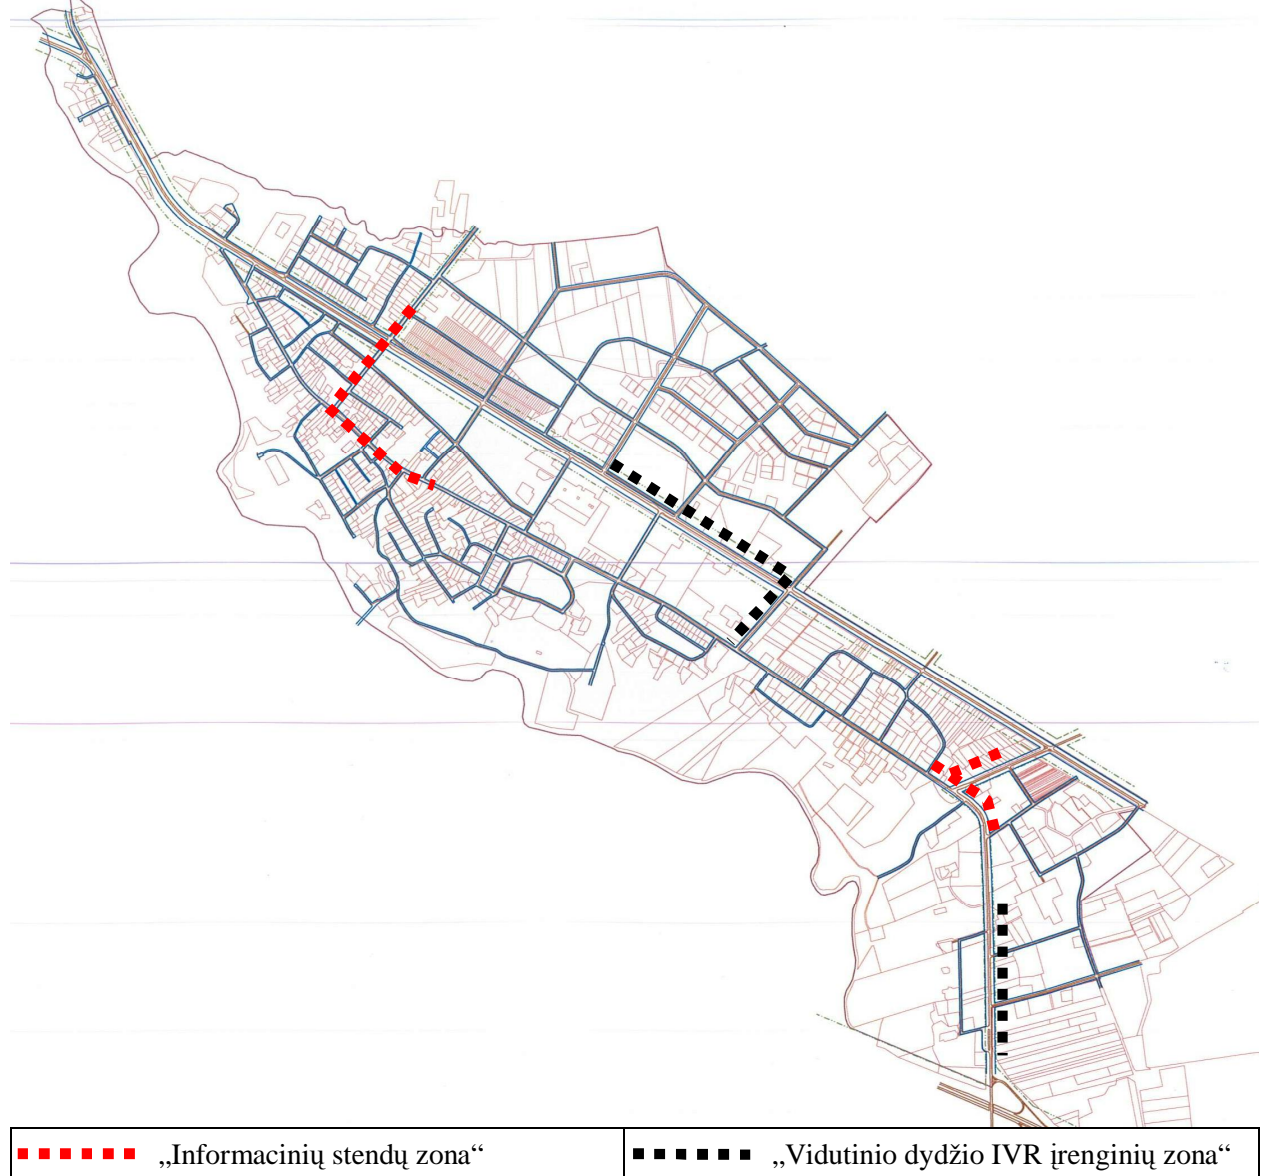 „Informacinių stendų zona“
„Vidutinio dydžio IVR įrenginių zona“